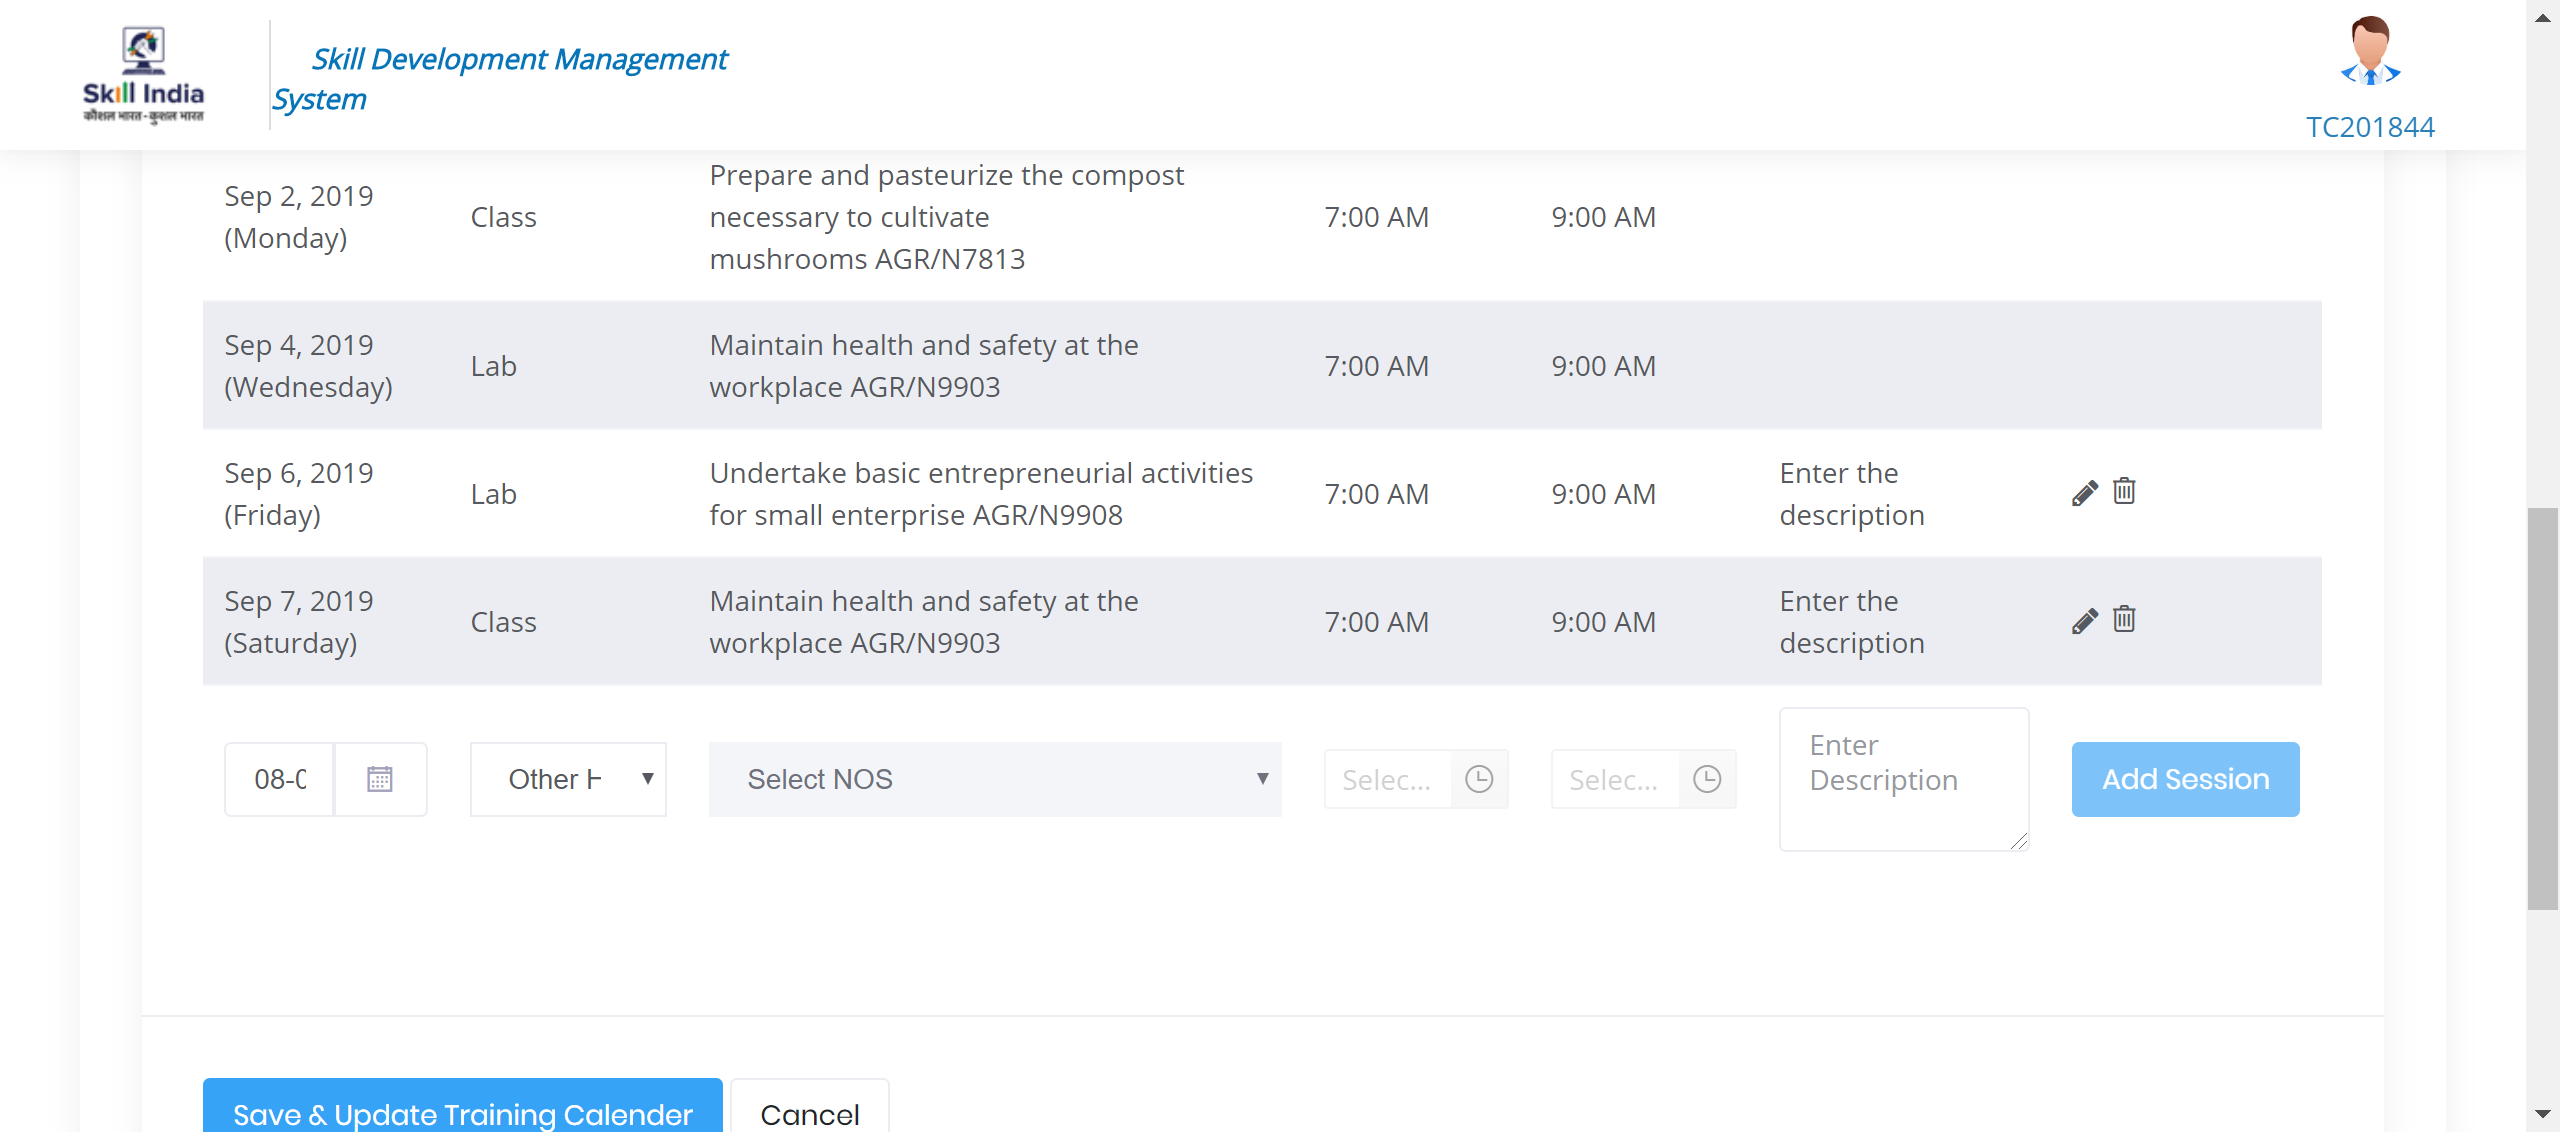 Skill India
कौशल भारत - कुशल भारत
Skill Development Management
System
TC201844
Sep 2, 2019
(Monday)
Class
Prepare and pasteurize the compost
necessary to cultivate
mushrooms AGR/N7813
7:00 AM
9:00 AM
Sep 4, 2019
(Wednesday)
Lab
Maintain health and safety at the
workplace AGR/N9903
7:00 AM
9:00 AM
Sep 6, 2019
(Friday)
Lab
Undertake basic entrepreneurial activities
for small enterprise AGR/N9908
7:00 AM
9:00 AM
Enter the
description
Sep 7, 2019
(Saturday)
Class
Maintain health and safety at the
workplace AGR/N9903
7:00 AM
9:00 AM
Enter the
description
08-0
Other H
Select NOS
Selec...
Selec...
Enter
Description
Add Session
Save & Update Training Calender
Cancel